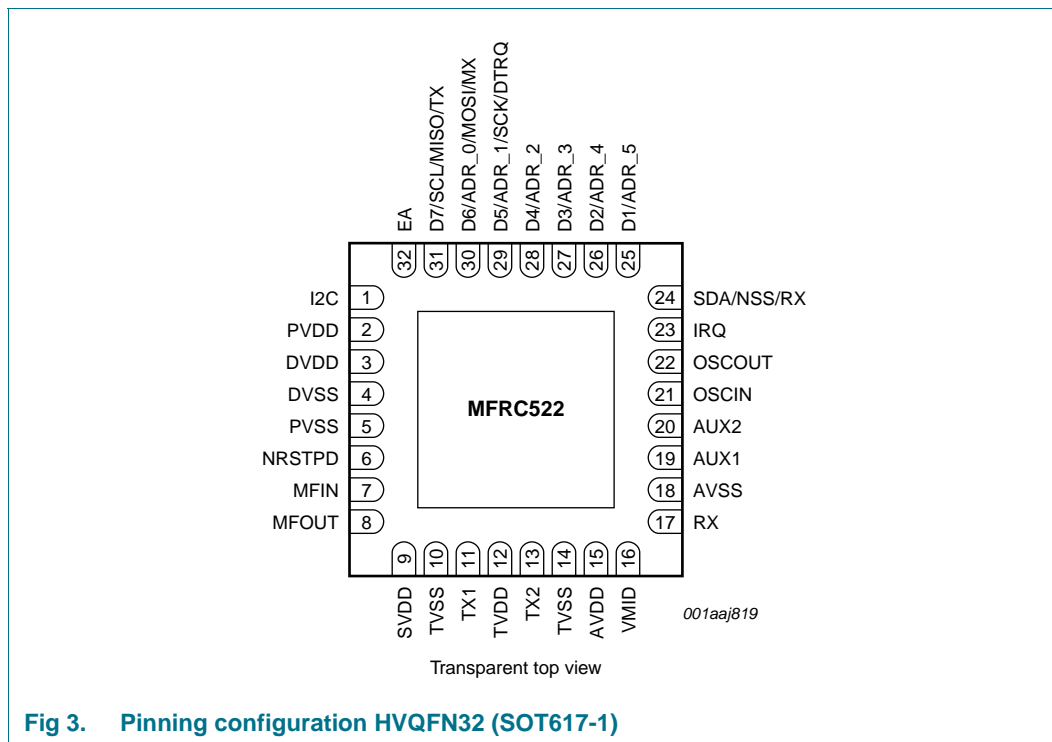 EA
D7/SCL/MISO/TX
D6/ADR_0/MOSI/MX
D5/ADR_1/SCK/DTRQ
D4/ADR_2
D3/ADR_3
D2/ADR_4
D1/ADR_5
32
31
30
29
28
27
26
25
I2C 1
PVDD 2
DVDD 3
DVSS 4
PVSS 5
NRSTPD 6
MFIN 7
MFOUT 8
MFRC522
24 SDA/NSS/RX
23 IRQ
22 OSCOUT
21 OSCIN
20 AUX2
19 AUX1
18 AVSS
17 RX
9
10
11
12
13
14
15
16
SVDD
TVSS
TX1
TVDD
TX2
TVSS
AVDD
VMID
001aaj819
Transparent top view
Fig 3. Pinning configuration HVQFN32 (SOT617-1)